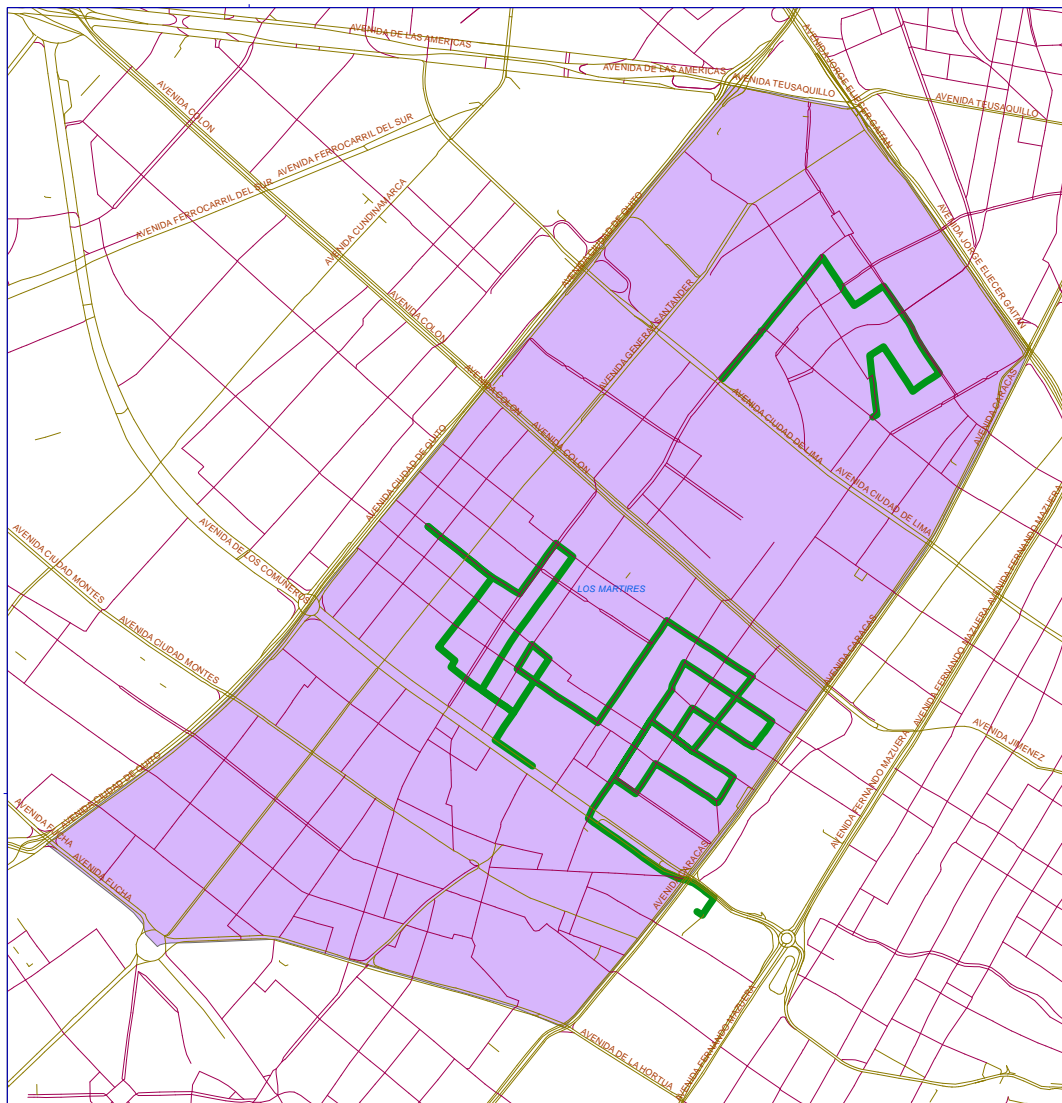 AVENIDA DE LAS AMERICAS
AVENIDA DE LAS AMERICAS
AVENIDA TEUSAQUILLO
AVENIDA JORGE ELIECER GAITAN
AVENIDA TEUSAQUILLO
AVENIDA COLON
AVENIDA FERROCARRIL DEL SUR
AVENIDA FERROCARRIL DEL SUR
AVENIDA CUNDINAMARCA
AVENIDA CIUDAD DE QUITO
AVENIDA JORGE ELIECER GAITAN
AVENIDA COLON
AVENIDA GENERAL SANTANDER
AVENIDA COLON
AVENIDA CIUDAD DE LIMA
AVENIDA CARACAS
AVENIDA COLON
AVENIDA CIUDAD DE QUITO
AVENIDA CIUDAD DE LIMA
AVENIDA CIUDAD MONTES
AVENIDA DE LOS COMUNEROS
LOS MARTIRES
AVENIDA FERNANDO MAZUERA
AVENIDA FERNANDO MAZUERA
AVENIDA CIUDAD MONTES
AVENIDA CARACAS
AVENIDA JIMENEZ
AVENIDA FERNANDO MAZUERA
AVENIDA CIUDAD DE QUITO
AVENIDA FUCHA
AVENIDA FUCHA
AVENIDA CARACAS
AVENIDA FERNANDO MAZUERA
AVENIDA DE LA HORTUA